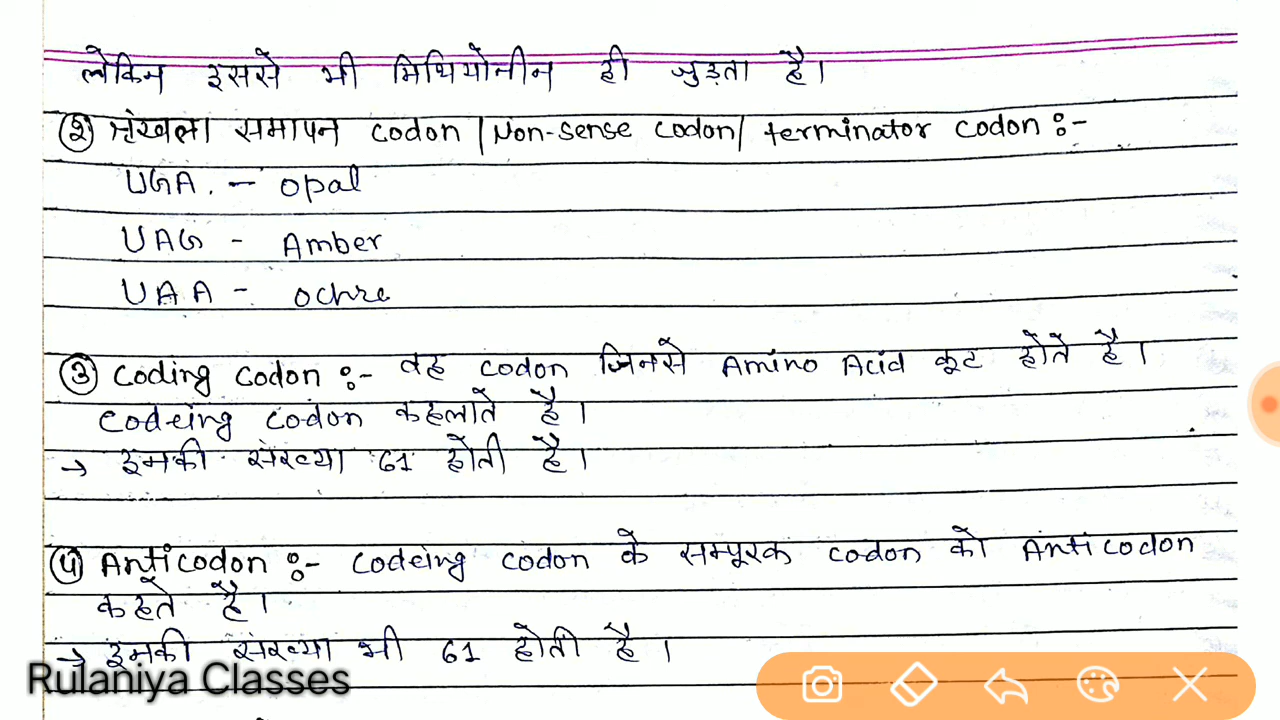 लेकिन इससे भी मिथियोनीन ही जुड़ता है।
② श्रृंखला समापन codon | Non-sense codon/ terminator codon :-
UGA. - opal
UAG - Amber
UAA - ochre
③ Coding codon :- वह codon जिनसे Amino Acid कूट होते है।
Codeing codon कहलाते है।
→ इनकी संख्या 61 होती है।
④ Anticodon :- Codeing codon के सम्पूरक codon को Anticodon
कहते है।
→ इनकी संख्या भी 61 होती है।
Rulaniya Classes